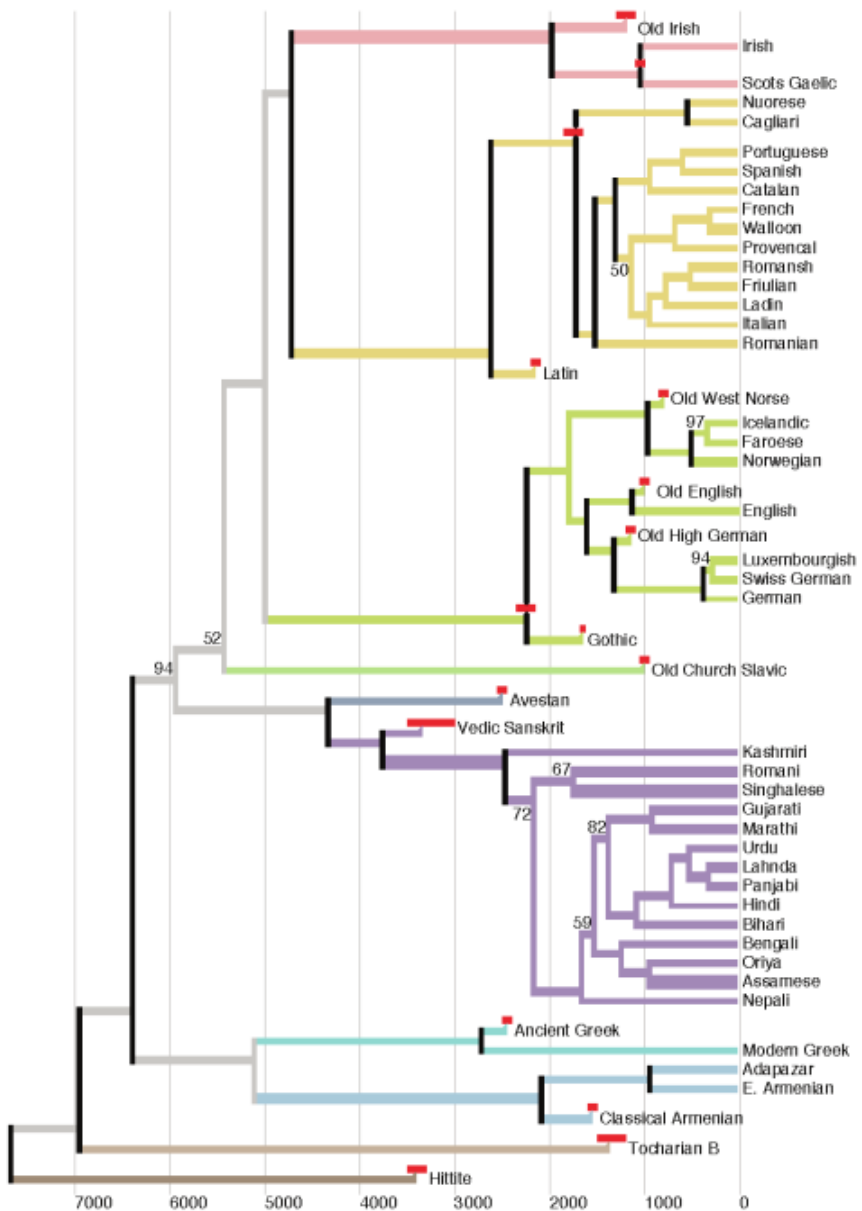 Old Irish
Irish
Scots Gaelic
Nuorese
Cagliari
Portuguese
Spanish
Catalan
French
Walloon
Provencal
50
Romansh
Friulian
Ladin
Italian
Romanian
Latin
Old West Norse
97
Icelandic
Faroese
Norwegian
Old English
English
Old High German
94
Luxembourgish
Swiss German
German
52
Gothic
94
Old Church Slavic
Avestan
Vedic Sanskrit
Kashmiri
67
Romani
Singhalese
72
Gujarati
82
Marathi
Urdu
Lahnda
Panjabi
Hindi
59
Bihari
Bengali
Oriya
Assamese
Nepali
Ancient Greek
Modern Greek
Adapazar
E. Armenian
Classical Armenian
Tocharian B
Hittite
7000 6000 5000 4000 3000 2000 1000 0